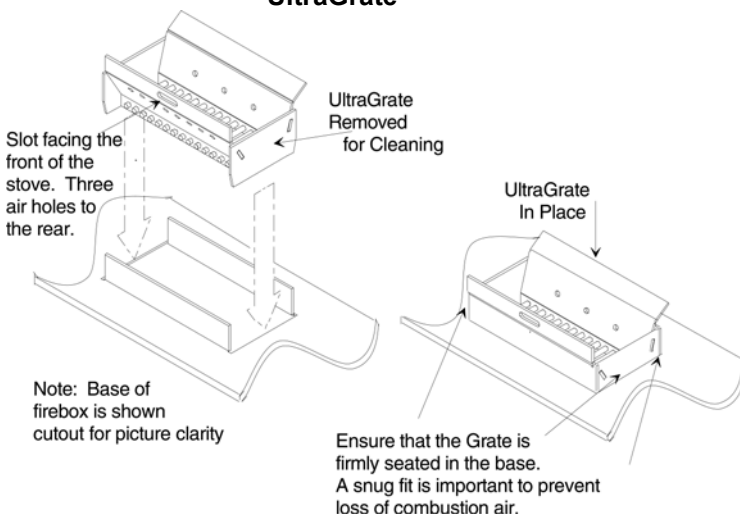 UltraGrate
UltraGrate
Removed
for Cleaning
Slot facing the
front of the
stove. Three
air holes to
the rear.
UltraGrate
In Place
Note: Base of
firebox is shown
cutout for picture clarity
Ensure that the Grate is
firmly seated in the base.
A snug fit is important to prevent
loss of combustion air.